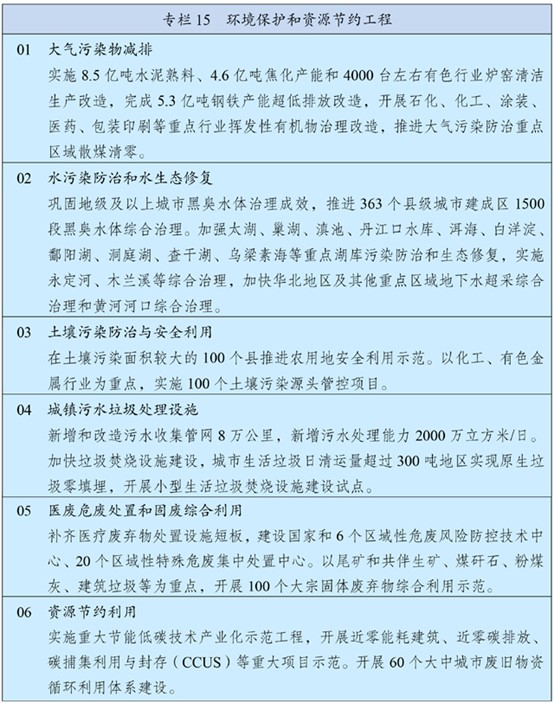 专栏 15 环境保护和资源节约工程
01 大气污染物减排
实施 8.5 亿吨水泥熟料、4.6 亿吨焦化产能和 4000 台左右有色行业炉窑清洁
生产改造，完成 5.3 亿吨钢铁产能超低排放改造，开展石化、化工、涂装、
医药、包装印刷等重点行业挥发性有机物治理改造，推进大气污染防治重点
区域散煤清零。
02 水污染防治和水生态修复
巩固地级及以上城市黑臭水体治理成效，推进 363 个县级城市建成区 1500
段黑臭水体综合治理。加强太湖、巢湖、滇池、丹江口水库、洱海、白洋淀、
鄱阳湖、洞庭湖、查干湖、乌梁素海等重点湖库污染防治和生态修复，实施
永定河、木兰溪等综合治理，加快华北地区及其他重点区域地下水超采综合
治理和黄河河口综合治理。
03 土壤污染防治与安全利用
在土壤污染面积较大的 100 个县推进农用地安全利用示范。以化工、有色金
属行业为重点，实施 100 个土壤污染源头管控项目。
04 城镇污水垃圾处理设施
新增和改造污水收集管网 8 万公里，新增污水处理能力 2000 万立方米/日。
加快垃圾焚烧设施建设，城市生活垃圾日清运量超过 300 吨地区实现原生垃
圾零填埋，开展小型生活垃圾焚烧设施建设试点。
05 医废危废处置和固废综合利用
补齐医疗废弃物处置设施短板，建设国家和 6 个区域性危废风险防控技术中
心、20 个区域性特殊危废集中处置中心。以尾矿和共伴生矿、煤矸石、粉煤
灰、建筑垃圾等为重点，开展 100 个大宗固体废弃物综合利用示范。
06 资源节约利用
实施重大节能低碳技术产业化示范工程，开展近零能耗建筑、近零碳排放、
碳捕集利用与封存（CCUS）等重大项目示范。开展 60 个大中城市废旧物资
循环利用体系建设。